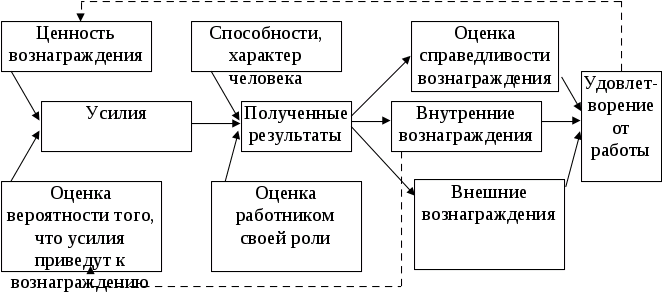 Ценность
вознаграждения
Способности,
характер
человека
Оценка
справедливости
вознаграждения
Усилия
Полученные
результаты
Внутренние
вознаграждения
Удовлет-
ворение
от
работы
Оценка
вероятности того,
что усилия
приведут к
вознаграждению
Оценка
работником
своей роли
Внешние
вознаграждения